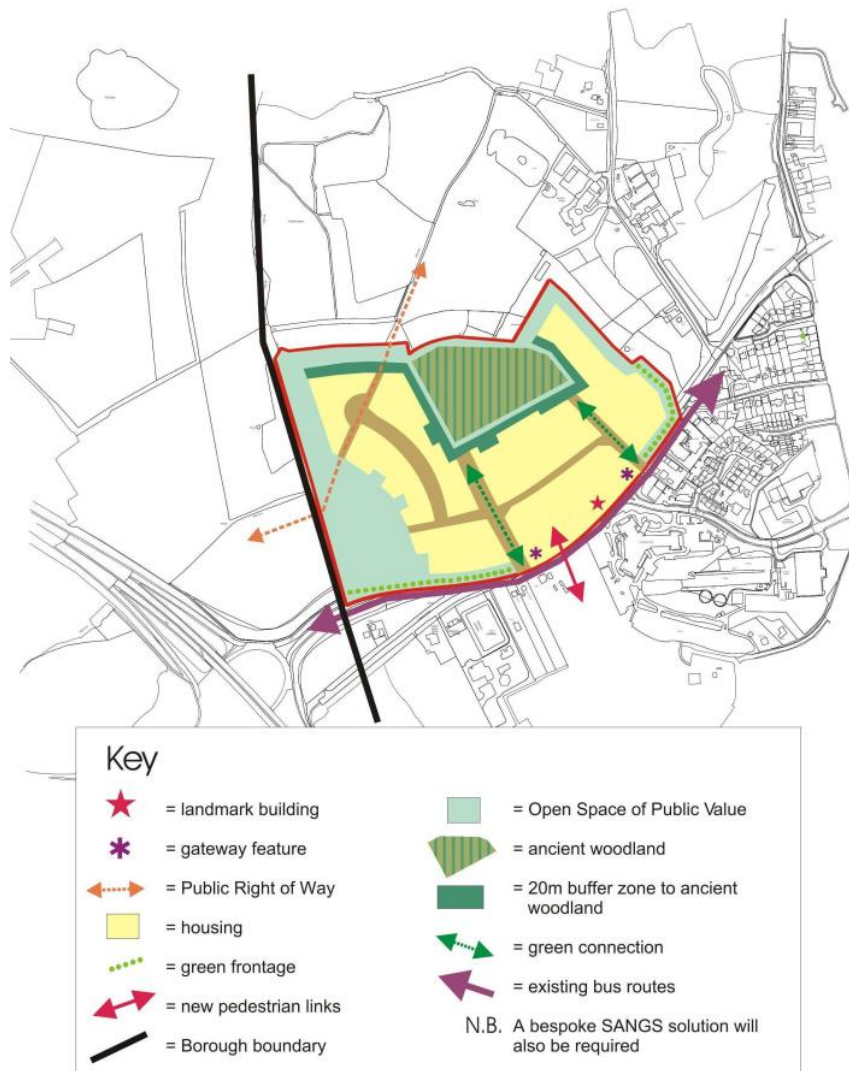 Key
= landmark building
= gateway feature
= Public Right of Way
= housing
= green frontage
= new pedestrian links
= Borough boundary
= Open Space of Public Value
= ancient woodland
= 20m buffer zone to ancient
woodland
= green connection
= existing bus routes
N.B. A bespoke SANGS solution will
also be required